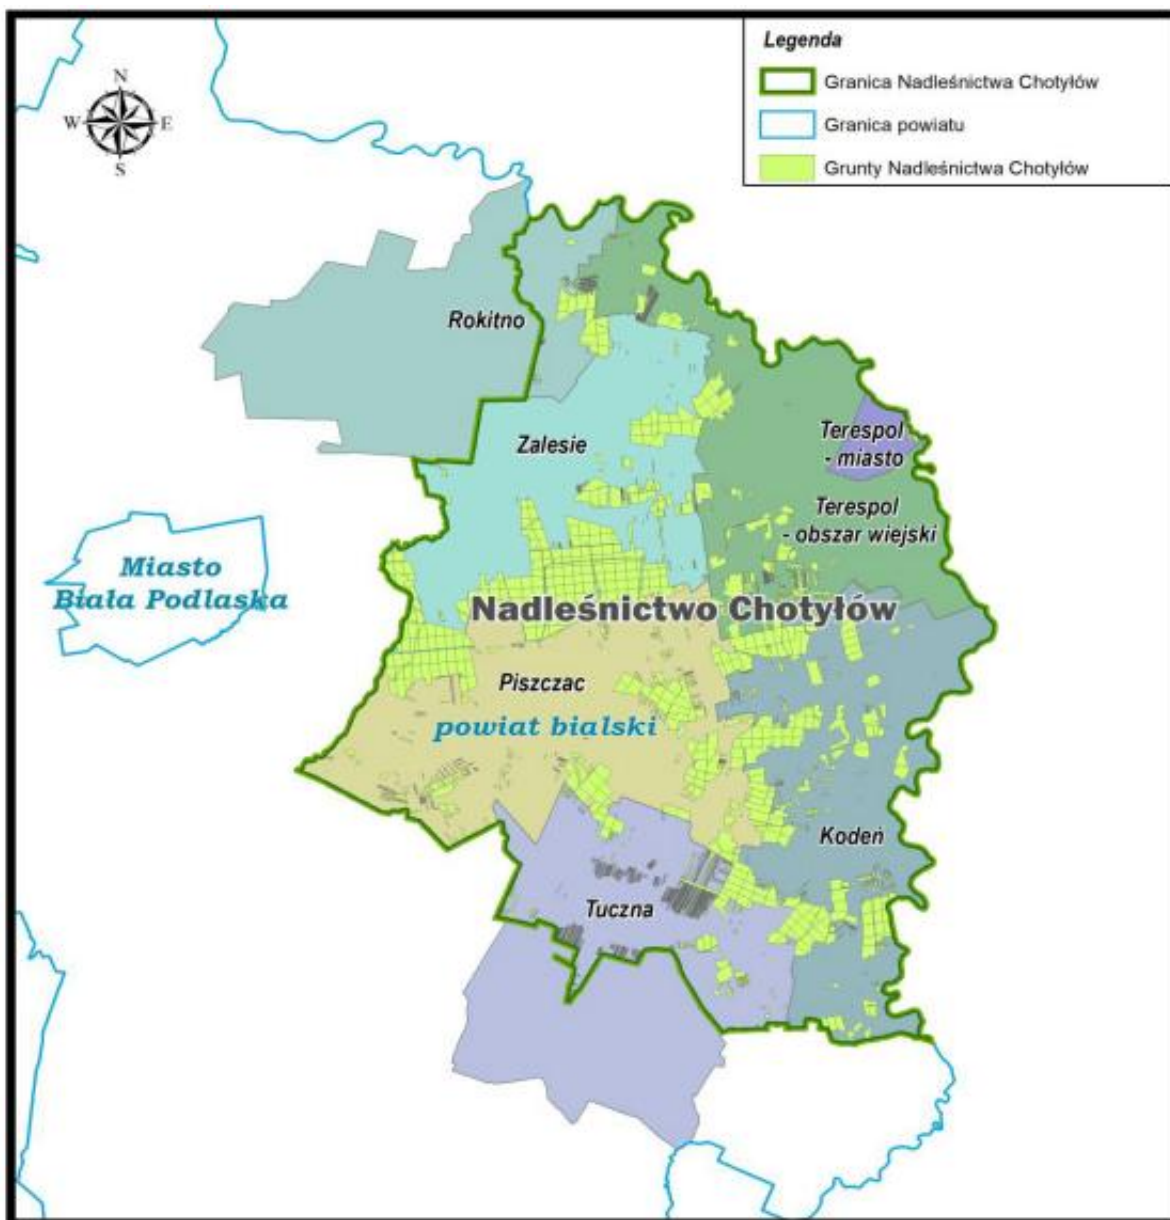 Legenda
Granica Nadleśnictwa Chotyłów
Granica powiatu
Grunty Nadleśnictwa Chotyłów
N
W
E
S
Rokitno
Zalesie
Terespol
- miasto
Terespol
- obszar wiejski
Miasto
Biała Podlaska
Nadleśnictwo Chotyłów
Piszczac
powiat bialski
Kodeń
Tuczna